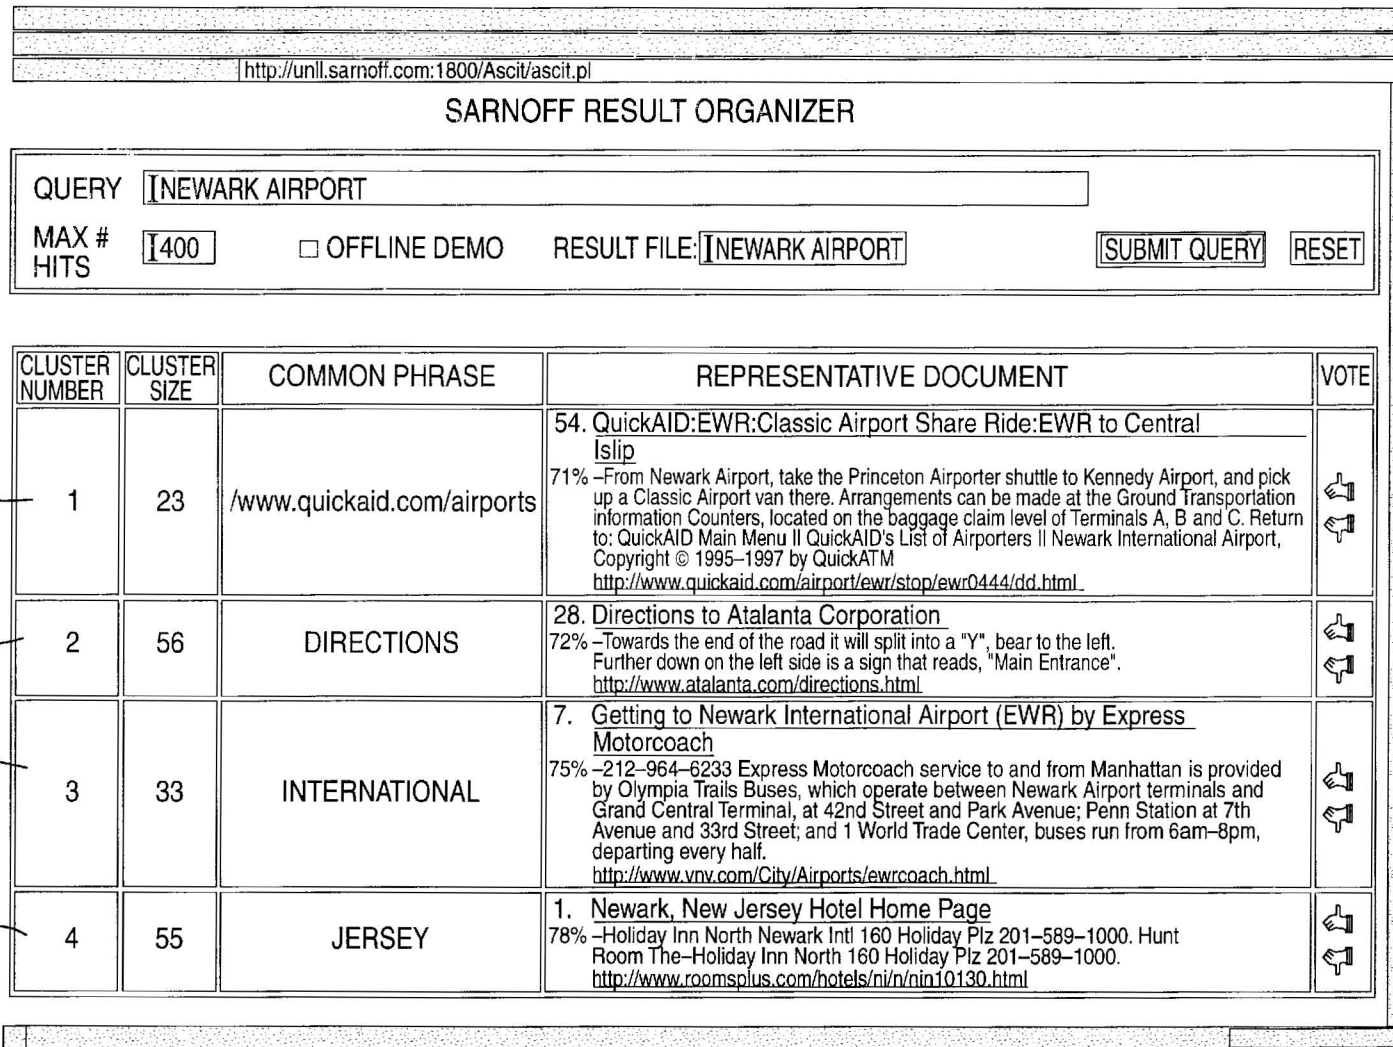 http://unll.sarnoff.com:1800/Ascit/ascit.pl
SARNOFF RESULT ORGANIZER
QUERY NEWARK AIRPORT
MAX # HITS 400 □ OFFLINE DEMO RESULT FILE: NEWARK AIRPORT SUBMIT QUERY RESET
CLUSTER NUMBER CLUSTER SIZE COMMON PHRASE REPRESENTATIVE DOCUMENT VOTE
1 23 /www.quickaid.com/airports
54. QuickAID:EWR:Classic Airport Share Ride:EWR to Central
Islip
71% –From Newark Airport, take the Princeton Airporter shuttle to Kennedy Airport, and pick
up a Classic Airport van there. Arrangements can be made at the Ground Transportation
information Counters, located on the baggage claim level of Terminals A, B and C. Return
to: QuickAID Main Menu II QuickAID's List of Airporters II Newark International Airport,
Copyright © 1995–1997 by QuickATM
http://www.quickaid.com/airport/ewr/stop/ewr0444/dd.html
2 56 DIRECTIONS
28. Directions to Atalanta Corporation
72% –Towards the end of the road it will split into a "Y", bear to the left.
Further down on the left side is a sign that reads, "Main Entrance".
http://www.atalanta.com/directions.html
3 33 INTERNATIONAL
7. Getting to Newark International Airport (EWR) by Express
Motorcoach
75% –212–964–6233 Express Motorcoach service to and from Manhattan is provided
by Olympia Trails Buses, which operate between Newark Airport terminals and
Grand Central Terminal, at 42nd Street and Park Avenue; Penn Station at 7th
Avenue and 33rd Street; and 1 World Trade Center, buses run from 6am–8pm,
departing every half.
http://www.vnv.com/City/Airports/ewrcoach.html
4 55 JERSEY
1. Newark, New Jersey Hotel Home Page
78% –Holiday Inn North Newark Intl 160 Holiday Plz 201–589–1000. Hunt
Room The–Holiday Inn North 160 Holiday Plz 201–589–1000.
http://www.roomsplus.com/hotels/ni/n/nin10130.html